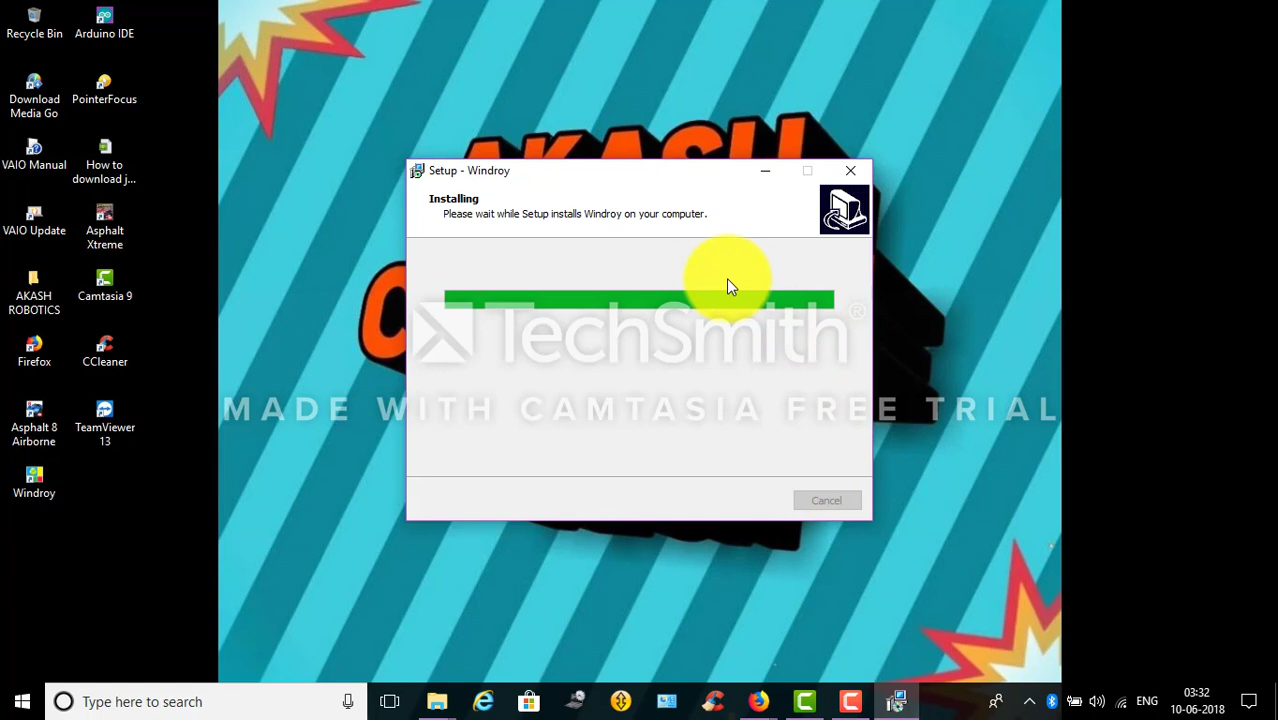 Recycle Bin
Arduino IDE
Download
Media Go
PointerFocus
VAIO Manual
How to
download j...
VAIO Update
Asphalt
Xtreme
AKASH
ROBOTICS
Camtasia 9
Firefox
CCleaner
Asphalt 8
Airborne
TeamViewer
13
Windroy
AKASH
Setup - Windroy
Installing
Please wait while Setup installs Windroy on your computer.
TechSmith®
MADE WITH CAMTASIA FREE TRIAL
Cancel
Type here to search
ENG
03:32
10-06-2018